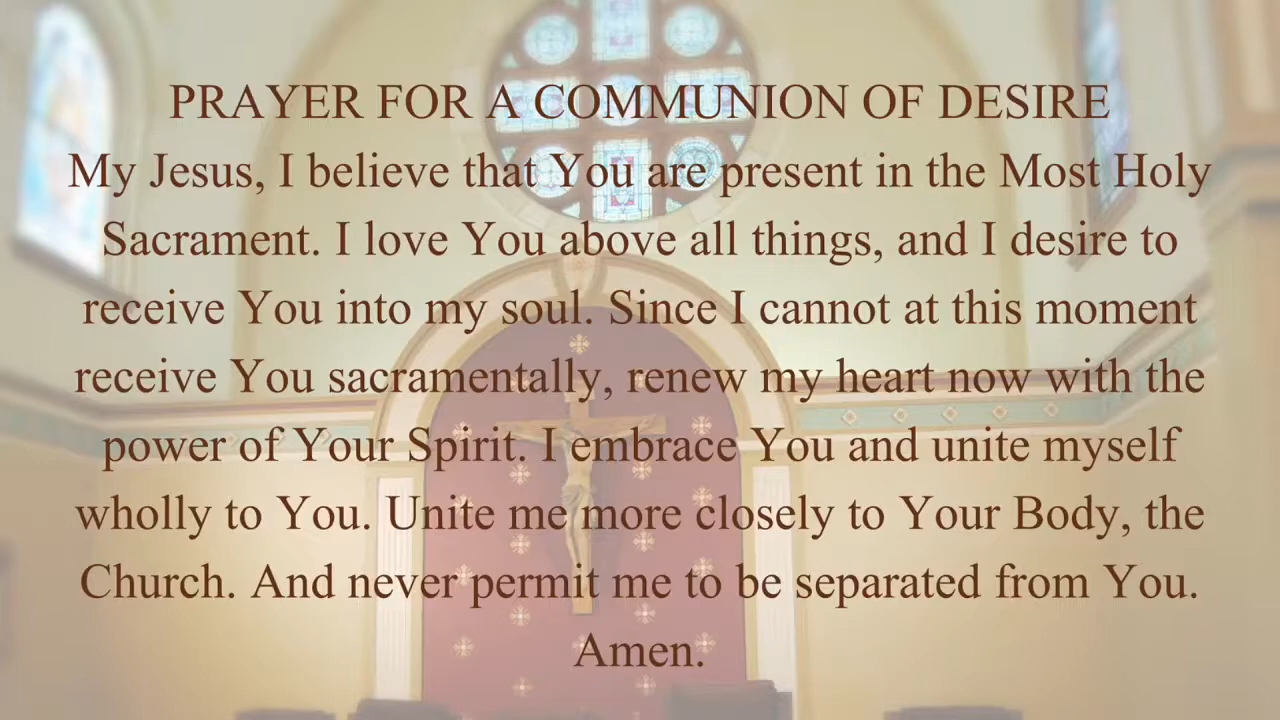 PRAYER FOR A COMMUNION OF DESIRE
My Jesus, I believe that You are present in the Most Holy
Sacrament. I love You above all things, and I desire to
receive You into my soul. Since I cannot at this moment
receive You sacramentally, renew my heart now with the
power of Your Spirit. I embrace You and unite myself
wholly to You. Unite me more closely to Your Body, the
Church. And never permit me to be separated from You.
Amen.